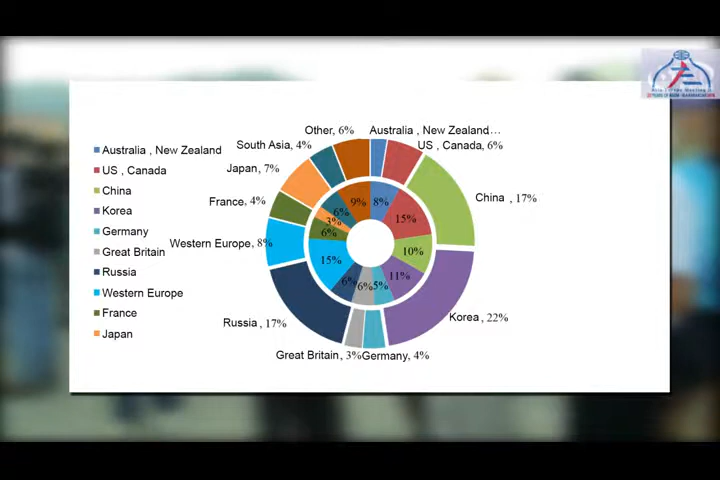 Other, 6%
Australia , New Zealand,...
South Asia, 4%
US , Canada, 6%
Japan, 7%
China , 17%
France, 4%
Western Europe, 8%
Russia , 17%
Korea, 22%
Great Britain , 3%
Germany, 4%
8%
15%
10%
11%
5%
6%
6%
15%
6%
3%
6%
9%
Australia , New Zealand
US , Canada
China
Korea
Germany
Great Britain
Russia
Western Europe
France
Japan